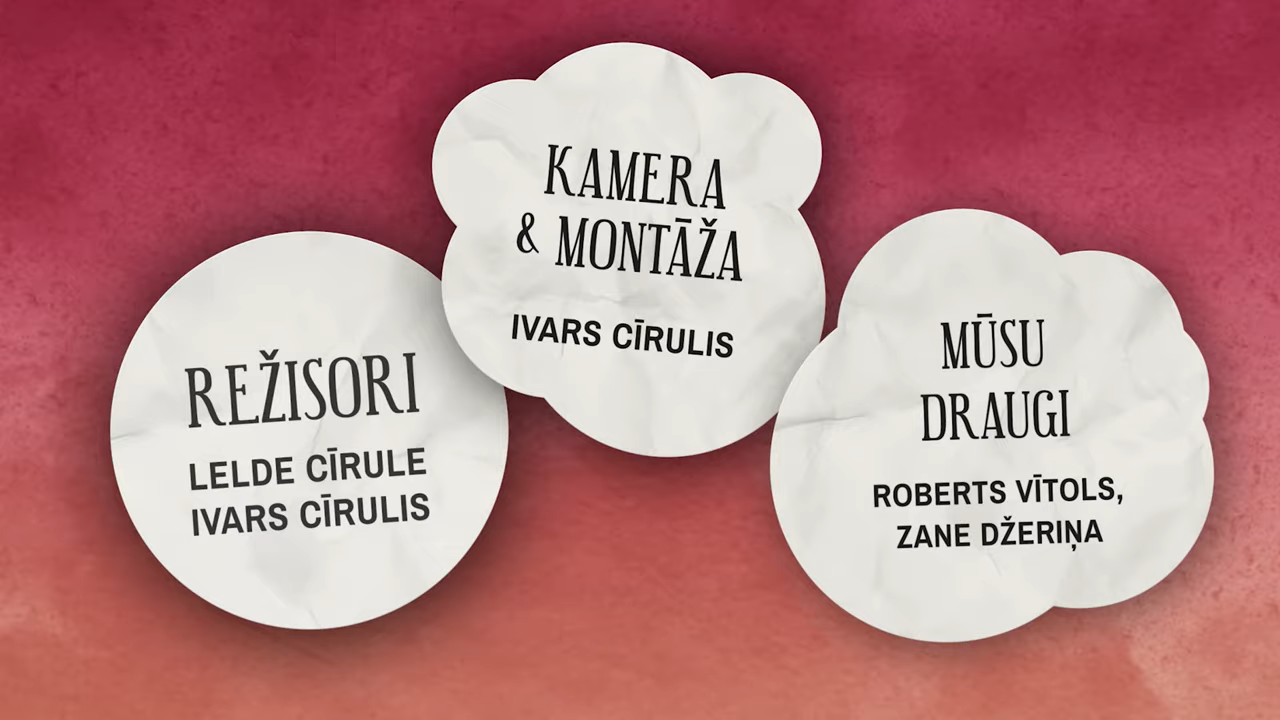 REŽISORI
LELDE CĪRULE
IVARS CĪRULIS
KAMERA
& MONTĀŽA
IVARS CĪRULIS
MŪSU
DRAUGI
ROBERTS VĪTOLS,
ZANE DŽERIŅA